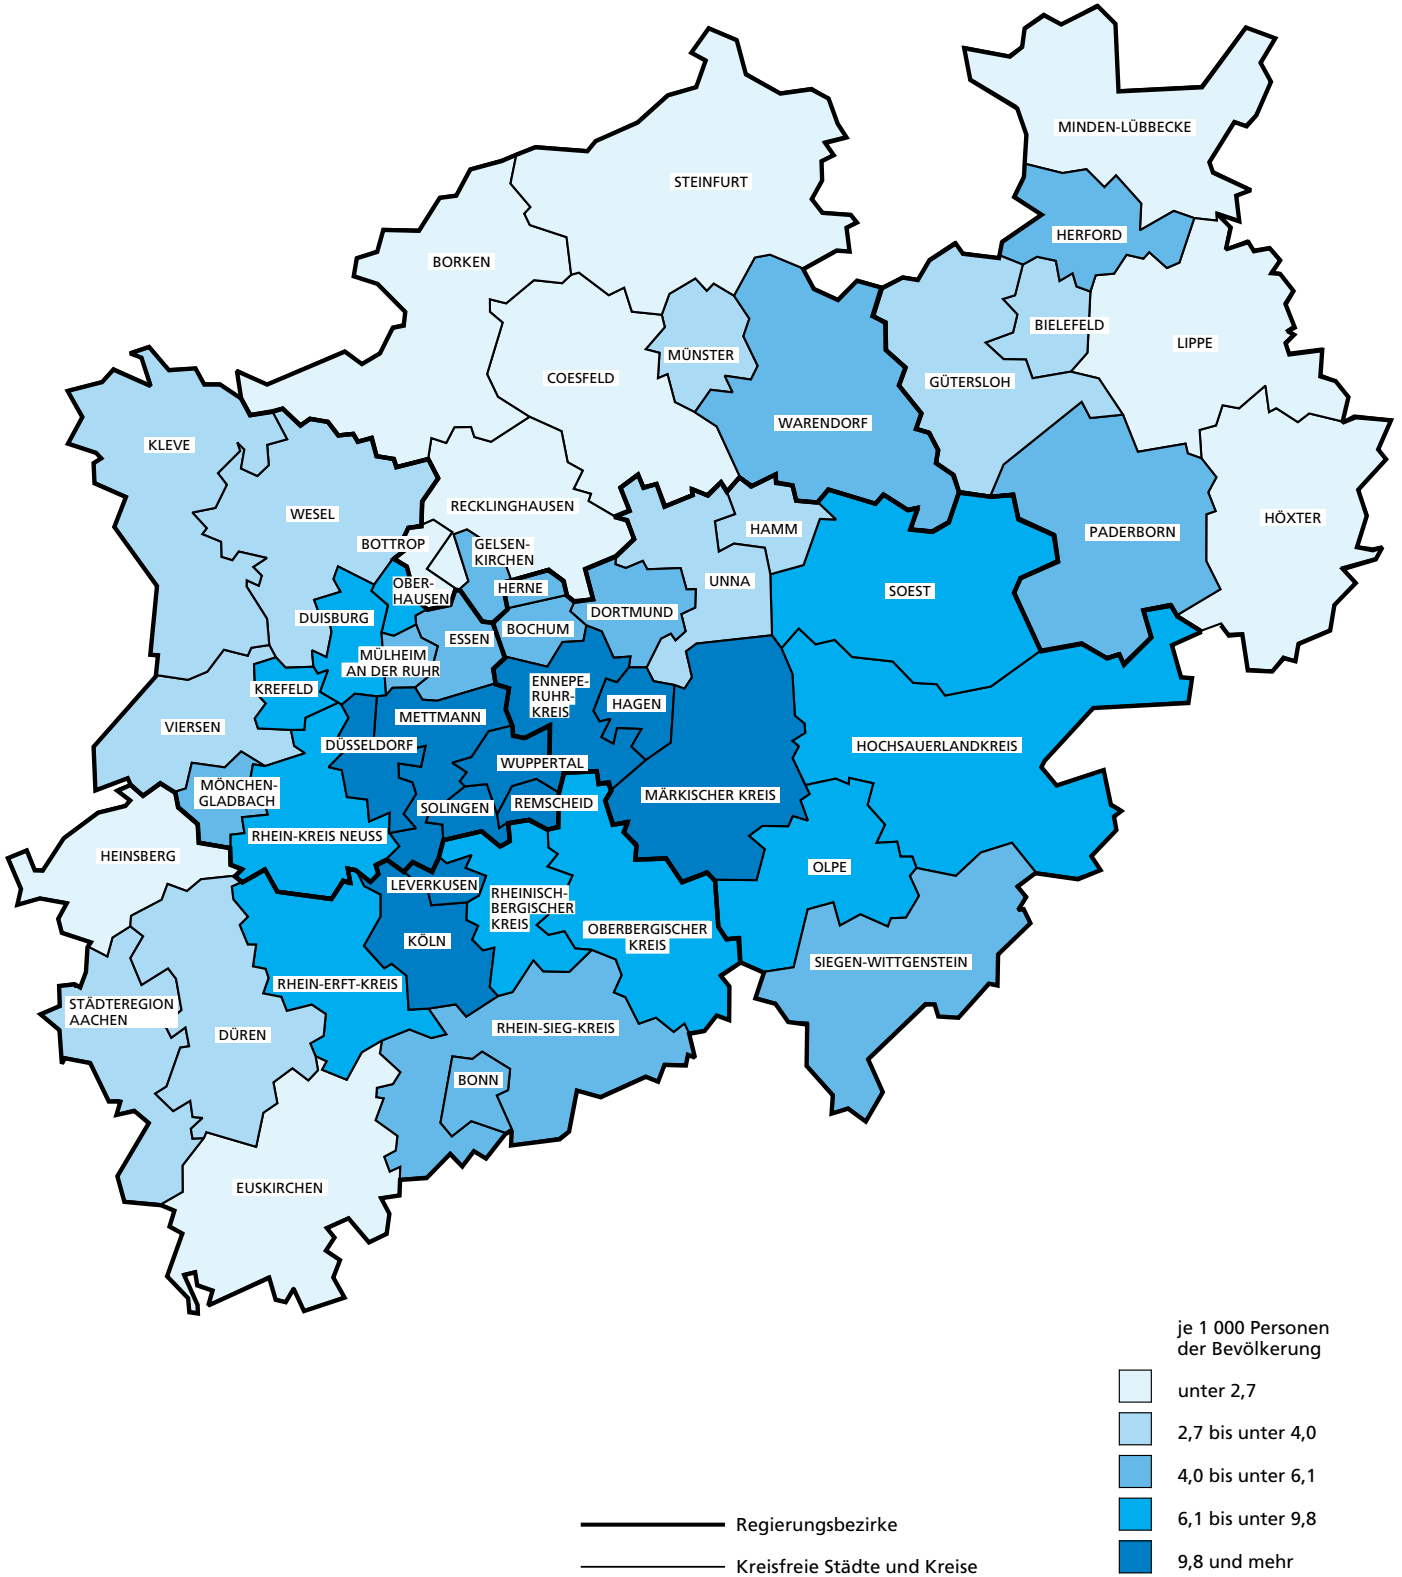 MINDEN-LÜBBECKE
STEINFURT
HERFORD
BORKEN
BIELEFELD
LIPPE
MÜNSTER
COESFELD
GÜTERSLOH
WARENDORF
KLEVE
RECKLINGHAUSEN
WESEL
HÖXTER
HAMM
PADERBORN
BOTTROP
GELSEN-
KIRCHEN
UNNA
OBER-
HAUSEN
HERNE
SOEST
DORTMUND
DUISBURG
BOCHUM
ESSEN
MÜLHEIM
AN DER RUHR
KREFELD
ENNEPE-
RUHR-
KREIS
HAGEN
METTMANN
VIERSEN
DÜSSELDORF
HOCHSAUERLANDKREIS
WUPPERTAL
MÖNCHEN-
GLADBACH
MÄRKISCHER KREIS
REMSCHEID
SOLINGEN
RHEIN-KREIS NEUSS
HEINSBERG
OLPE
LEVERKUSEN
RHEINISCH-
BERGISCHER
KREIS
OBERBERGISCHER
KREIS
KÖLN
SIEGEN-WITTGENSTEIN
RHEIN-ERFT-KREIS
STÄDTEREGION
AACHEN
RHEIN-SIEG-KREIS
DÜREN
BONN
EUSKIRCHEN
je 1 000 Personen
der Bevölkerung
unter 2,7
2,7 bis unter 4,0
4,0 bis unter 6,1
6,1 bis unter 9,8
9,8 und mehr
Regierungsbezirke
Kreisfreie Städte und Kreise